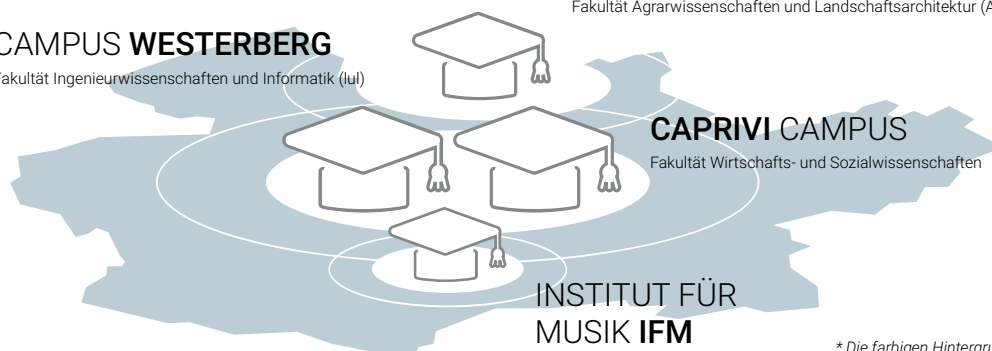 Fakultät Agrarwissenschaften und Landschaftsarchitektur
CAMPUS WESTERBERG
Fakultät Ingenieurwissenschaften und Informatik (IuI)
CAPRIVI CAMPUS
Fakultät Wirtschafts- und Sozialwissenschaften
INSTITUT FÜR
MUSIK IFM
* Die farbigen